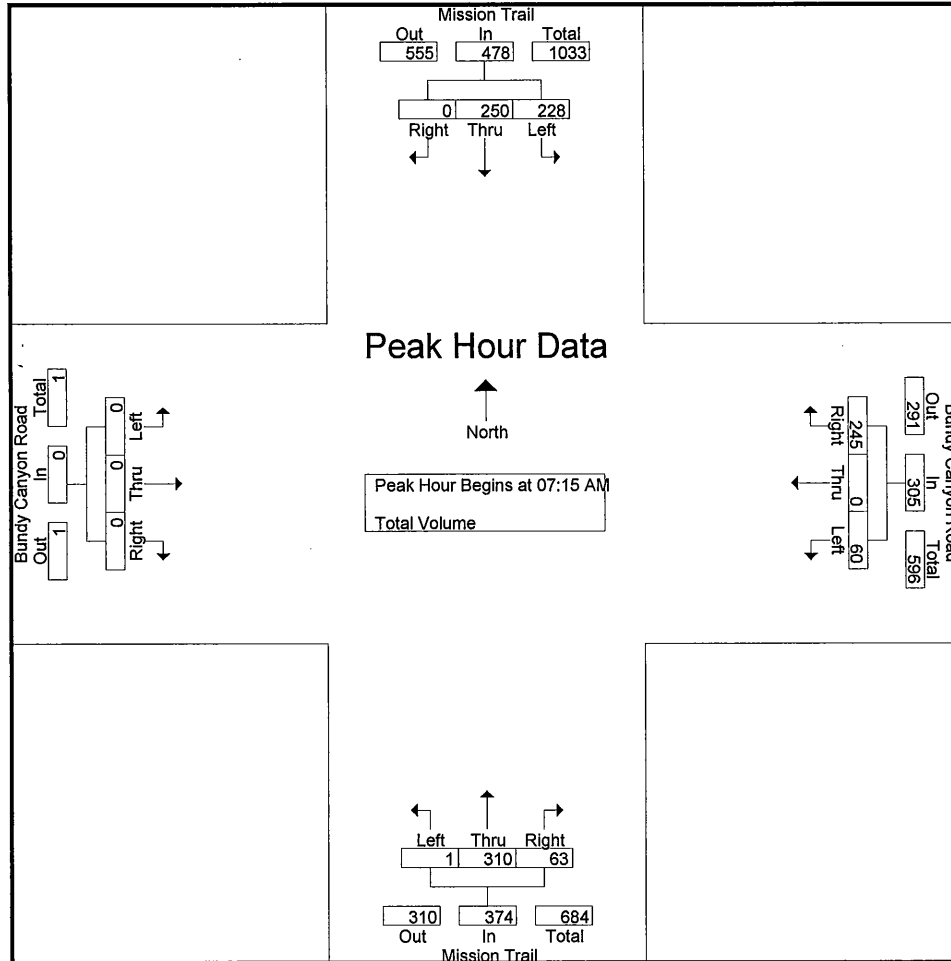 Mission Trail
Out In Total
555 478 1033
0 250 228
Right Thru Left
Peak Hour Data
North
Peak Hour Begins at 07:15 AM
Total Volume
Bundy Canyon Road
Total In Out
1 0 1
0 0 0
Left Thru Right
Right Thru Left
245 0 60
Out In Total
291 305 596
Bundy Canyon Road
Left Thru Right
1 310 63
310 374 684
Out In Total
Mission Trail